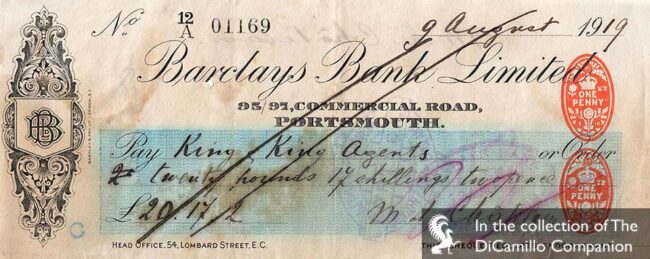 No 12/A 01169 9 August 1919
Barclays Bank Limited
95/97, COMMERCIAL ROAD,
PORTSMOUTH.
Pay King & King Agents or Order
twenty pounds 17 shillings twopence
£20/17/2
HEAD OFFICE, 54, LOMBARD STREET, E.C.
BB
ONE PENNY
ONE PENNY
In the collection of The
DiCamillo Companion